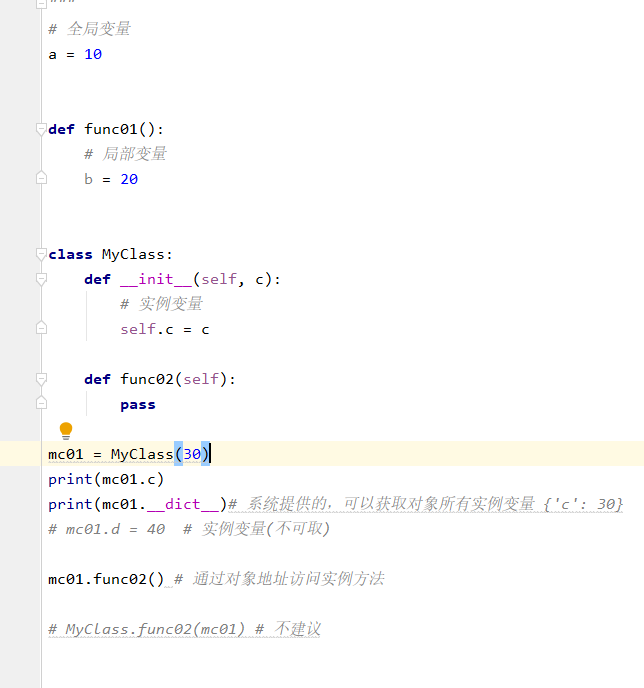 """
# 全局变量
a = 10
def func01():
    # 局部变量
    b = 20
class MyClass:
    def __init__(self, c):
        # 实例变量
        self.c = c
    def func02(self):
        pass
mc01 = MyClass(30)
print(mc01.c)
print(mc01.__dict__)# 系统提供的，可以获取对象所有实例变量 {'c': 30}
# mc01.d = 40  # 实例变量(不可取)
mc01.func02() # 通过对象地址访问实例方法
# MyClass.func02(mc01) # 不建议